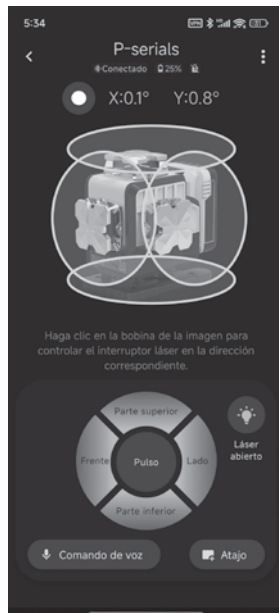 5:34
P-serials
Conectado 25%
X:0.1° Y:0.8°
Haga clic en la bobina de la imagen para
controlar el interruptor láser en la dirección
correspondiente.
Parte superior
Frente
Pulso
Lado
Parte inferior
Láser
abierto
Comando de voz
Atajo